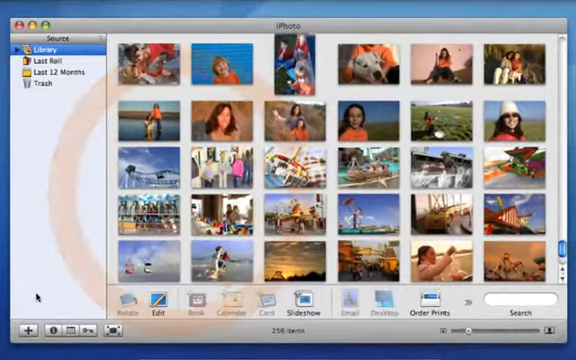 iPhoto
Source
Library
Last Roll
Last 12 Months
Trash
Rotate
Edit
Book
Calendar
Card
Slideshow
Email
Desktop
Order Prints
Search
256 items